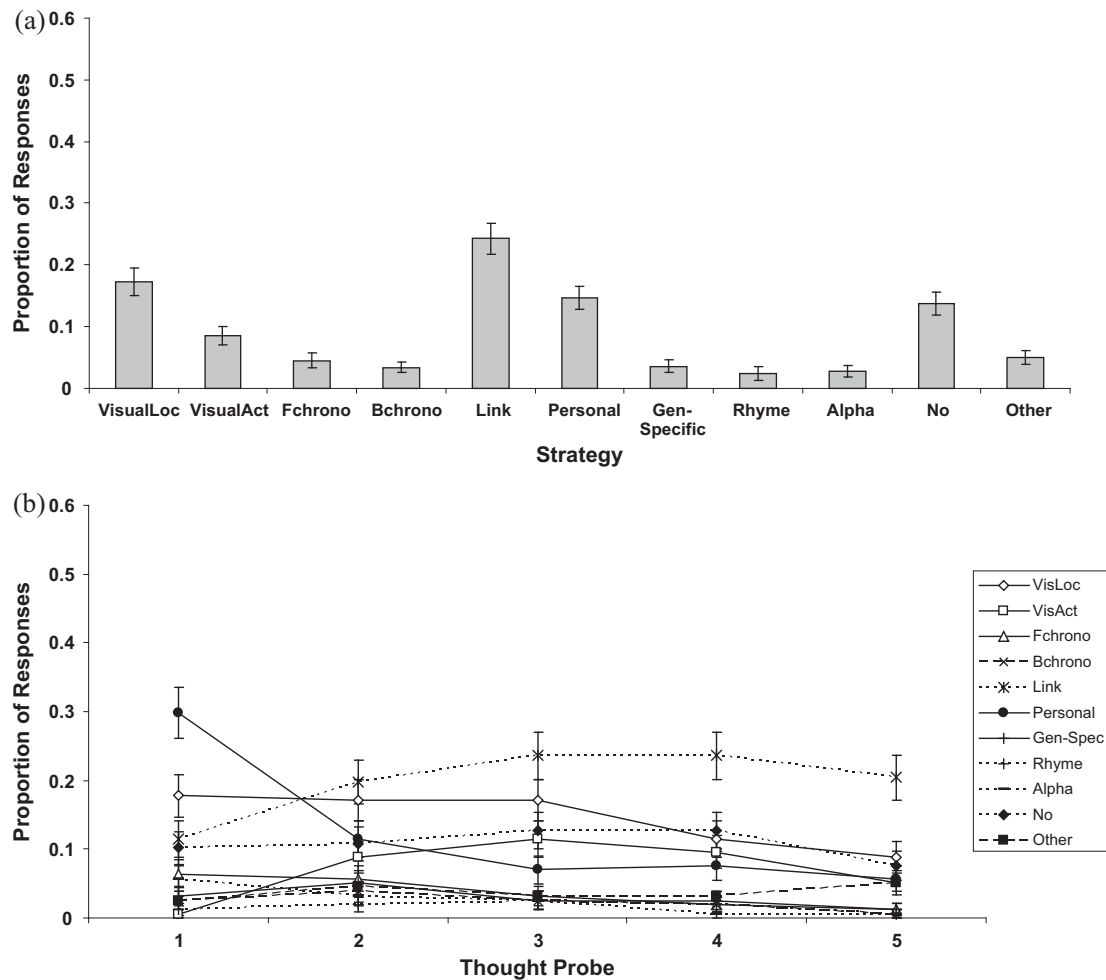 (a)
0.6
0.5
0.4
0.3
0.2
0.1
0
Proportion of Responses
VisualLoc VisualAct Fchrono Bchrono Link Personal Gen-Specific Rhyme Alpha No Other
Strategy
(b)
0.6
0.5
0.4
0.3
0.2
0.1
0
Proportion of Responses
1 2 3 4 5
Thought Probe
VisLoc
VisAct
Fchrono
Bchrono
Link
Personal
Gen-Spec
Rhyme
Alpha
No
Other